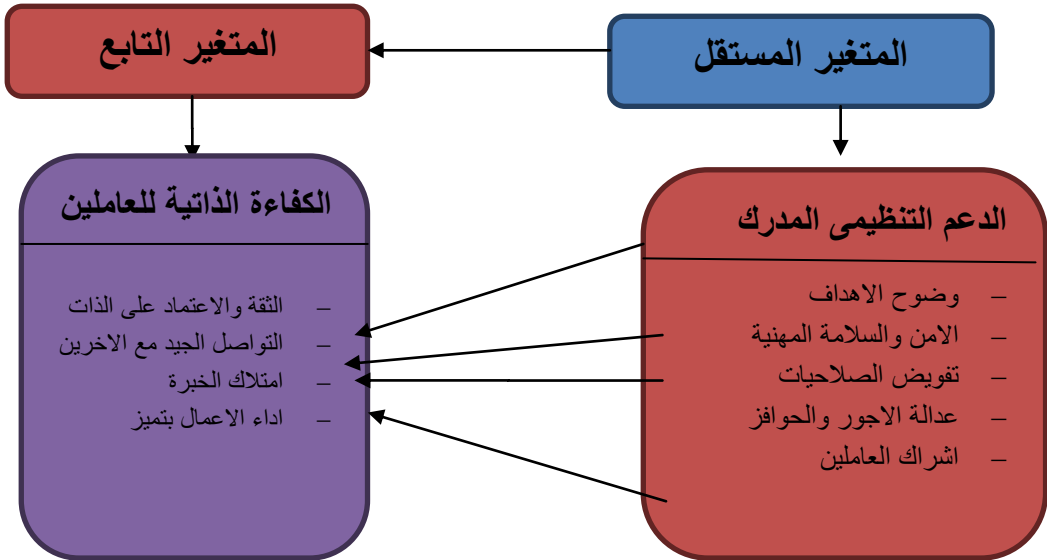 المتغير المستقل
المتغير التابع
الدعم التنظيمى المدرك
– وضوح الاهداف
– الامن والسلامة المهنية
– تفويض الصلاحيات
– عدالة الاجور والحوافز
– اشراك العاملين
الكفاءة الذاتية للعاملين
– الثقة والاعتماد على الذات
– التواصل الجيد مع الاخرين
– امتلاك الخبرة
– اداء الاعمال بتميز